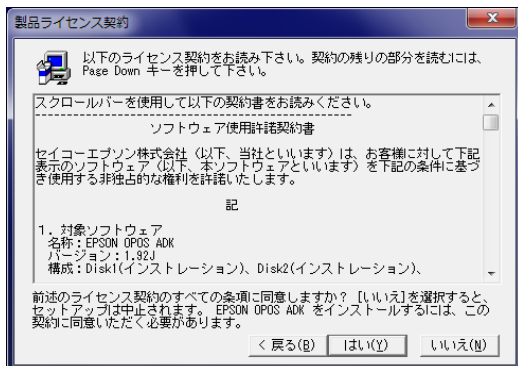 製品ライセンス契約
以下のライセンス契約をお読み下さい。契約の残りの部分を読むには、
Page Down キーを押して下さい。
スクロールバーを使用して以下の契約書をお読みください。
------------------------------------------------
ソフトウェア使用許諾契約書
セイコーエプソン株式会社（以下、当社といいます）は、お客様に対して下記
表示のソフトウェア（以下、本ソフトウェアといいます）を下記の条件に基づ
き使用する非独占的な権利を許諾いたします。
記
１．対象ソフトウェア
名称：EPSON OPOS ADK
バージョン：1.92J
構成：Disk1(インストレーション)、Disk2(インストレーション)、
前述のライセンス契約のすべての条項に同意しますか？ [いいえ]を選択すると、
セットアップは中止されます。 EPSON OPOS ADK をインストールするには、この
契約に同意いただく必要があります。
< 戻る(B) はい(Y) いいえ(N)